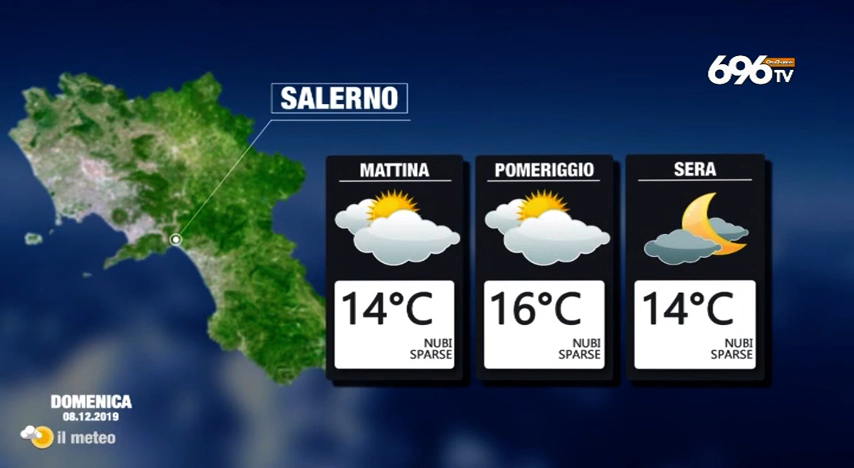 696 TV
SALERNO
MATTINA
14°C
NUBI
SPARSE
POMERIGGIO
16°C
NUBI
SPARSE
SERA
14°C
NUBI
SPARSE
DOMENICA
08.12.2019
il meteo